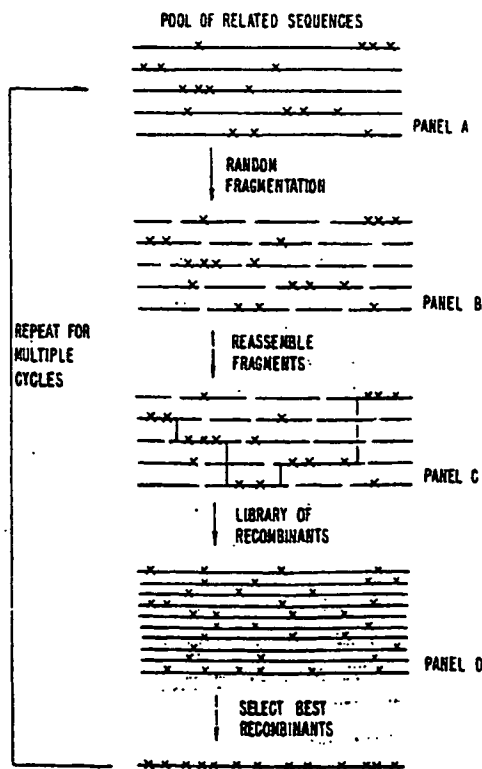 POOL OF RELATED SEQUENCES
PANEL A
RANDOM
FRAGMENTATION
PANEL B
REPEAT FOR
MULTIPLE
CYCLES
REASSEMBLE
FRAGMENTS
PANEL C
LIBRARY OF
RECOMBINANTS
PANEL D
SELECT BEST
RECOMBINANTS